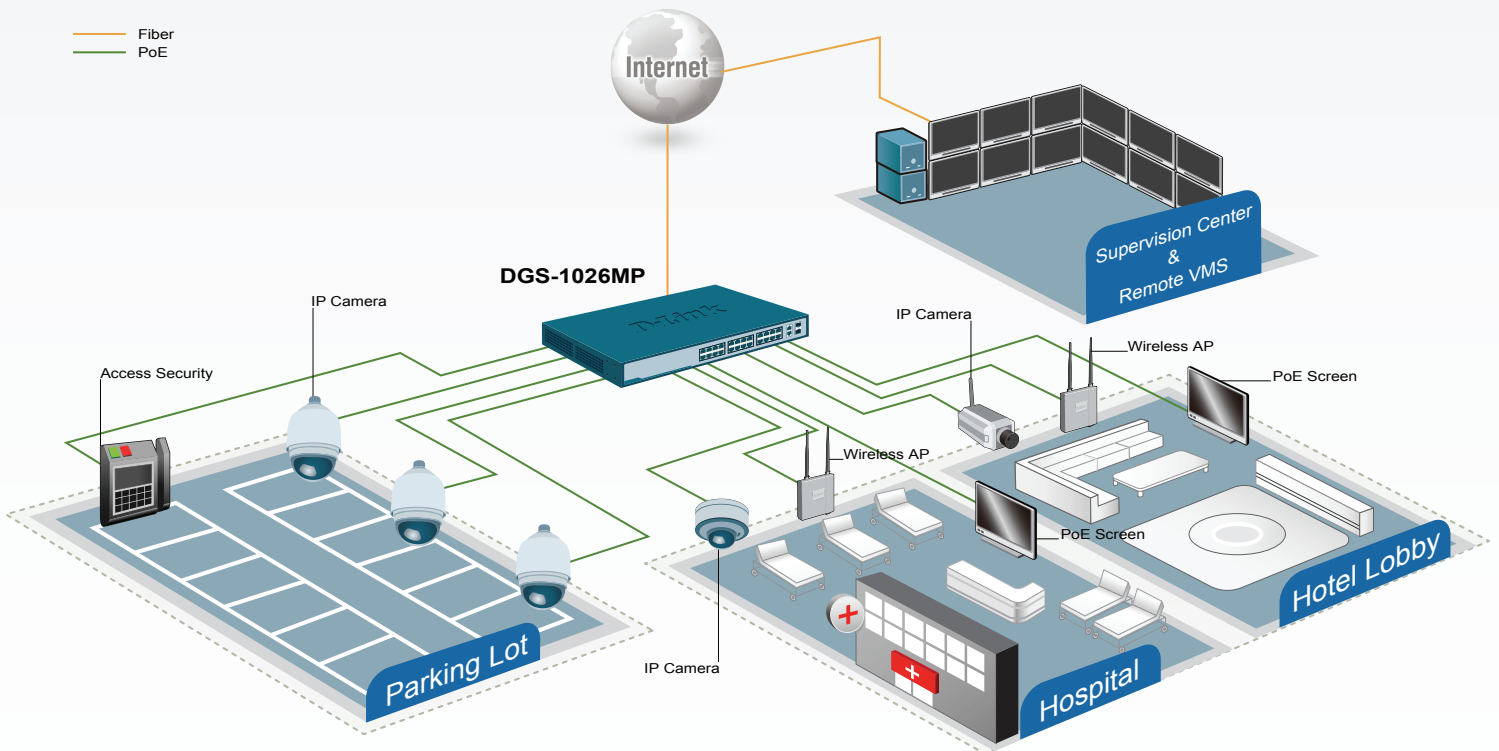 Fiber
PoE
Internet
DGS-1026MP
D-Link
Supervision Center
&
Remote VMS
IP Camera
Access Security
IP Camera
Wireless AP
PoE Screen
Wireless AP
PoE Screen
IP Camera
Parking Lot
Hospital
Hotel Lobby